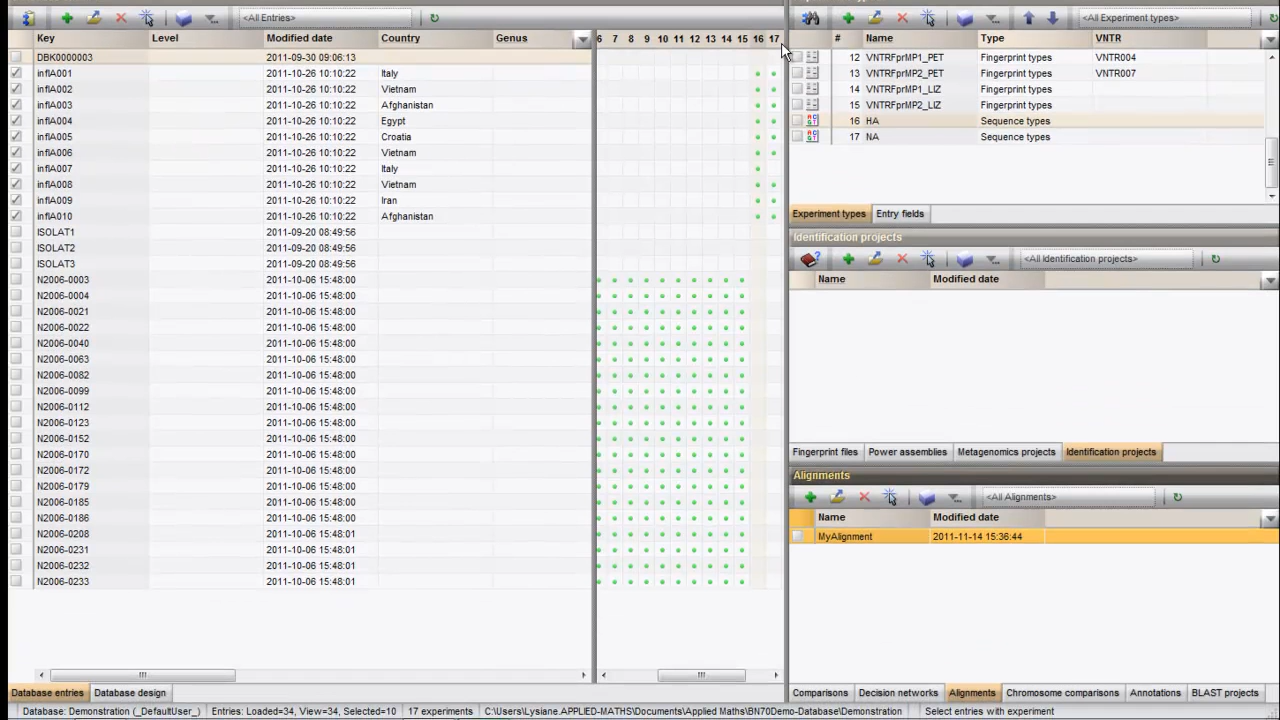 <All Entries>
Key Level Modified date Country Genus 6 7 8 9 10 11 12 13 14 15 16 17
DBK0000003 2011-09-30 09:06:13
inflA001 2011-10-26 10:10:22 Italy
inflA002 2011-10-26 10:10:22 Vietnam
inflA003 2011-10-26 10:10:22 Afghanistan
inflA004 2011-10-26 10:10:22 Egypt
inflA005 2011-10-26 10:10:22 Croatia
inflA006 2011-10-26 10:10:22 Vietnam
inflA007 2011-10-26 10:10:22 Italy
inflA008 2011-10-26 10:10:22 Vietnam
inflA009 2011-10-26 10:10:22 Iran
inflA010 2011-10-26 10:10:22 Afghanistan
ISOLAT1 2011-09-20 08:49:56
ISOLAT2 2011-09-20 08:49:56
ISOLAT3 2011-09-20 08:49:56
N2006-0003 2011-10-06 15:48:00
N2006-0004 2011-10-06 15:48:00
N2006-0021 2011-10-06 15:48:00
N2006-0022 2011-10-06 15:48:00
N2006-0040 2011-10-06 15:48:00
N2006-0063 2011-10-06 15:48:00
N2006-0082 2011-10-06 15:48:00
N2006-0099 2011-10-06 15:48:00
N2006-0112 2011-10-06 15:48:00
N2006-0123 2011-10-06 15:48:00
N2006-0152 2011-10-06 15:48:00
N2006-0170 2011-10-06 15:48:00
N2006-0172 2011-10-06 15:48:00
N2006-0175 2011-10-06 15:48:00
N2006-0185 2011-10-06 15:48:00
N2006-0186 2011-10-06 15:48:00
N2006-0208 2011-10-06 15:48:01
N2006-0231 2011-10-06 15:48:01
N2006-0232 2011-10-06 15:48:01
N2006-0233 2011-10-06 15:48:01
Database entries Database design
<All Experiment types>
# Name Type VNTR
12 VNTRFprMP1_PET Fingerprint types VNTR004
13 VNTRFprMP2_PET Fingerprint types VNTR007
14 VNTRFprMP1_LIZ Fingerprint types
15 VNTRFprMP2_LIZ Fingerprint types
16 HA Sequence types
17 NA Sequence types
Experiment types Entry fields
Identification projects
<All Identification projects>
Name Modified date
Fingerprint files Power assemblies Metagenomics projects Identification projects
Alignments
<All Alignments>
Name Modified date
MyAlignment 2011-11-14 15:36:44
Comparisons Decision networks Alignments Chromosome comparisons Annotations BLAST projects
Database: Demonstration (_DefaultUser_) Entries: Loaded=34, View=34, Selected=10 17 experiments C:\Users\Lysiane.APPLIED-MATHS\Documents\Applied Maths\BN70Demo-Database\Demonstration Select entries with experiment